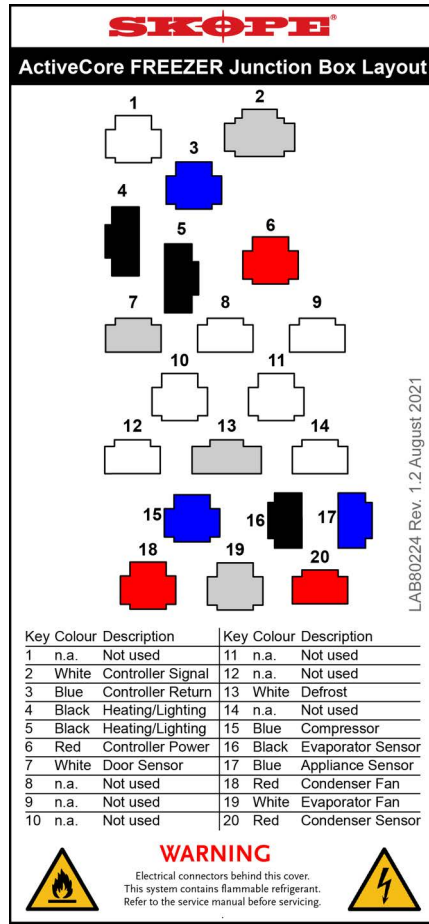 SKOPE®
ActiveCore FREEZER Junction Box Layout
1
2
3
4
5
6
7
8
9
10
11
12
13
14
15
16
17
18
19
20
LAB80224 Rev. 1.2 August 2021
Key Colour Description Key Colour Description
1 n.a. Not used 11 n.a. Not used
2 White Controller Signal 12 n.a. Not used
3 Blue Controller Return 13 White Defrost
4 Black Heating/Lighting 14 n.a. Not used
5 Black Heating/Lighting 15 Blue Compressor
6 Red Controller Power 16 Black Evaporator Sensor
7 White Door Sensor 17 Blue Appliance Sensor
8 n.a. Not used 18 Red Condenser Fan
9 n.a. Not used 19 White Evaporator Fan
10 n.a. Not used 20 Red Condenser Sensor
WARNING
Electrical connectors behind this cover.
This system contains flammable refrigerant.
Refer to the service manual before servicing.